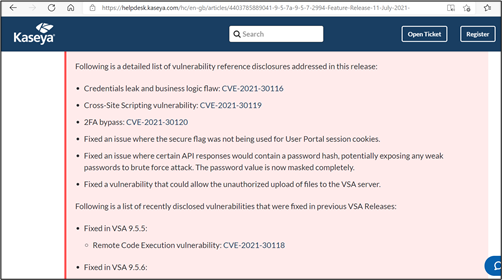 https://helpdesk.kaseya.com/hc/en-gb/articles/4403785889041-9-5-7a-9-5-7-2994-Feature-Release-11-July-2021-
Kaseya
Search
Open Ticket
Register
Following is a detailed list of vulnerability reference disclosures addressed in this release:
• Credentials leak and business logic flaw: CVE-2021-30116
• Cross-Site Scripting vulnerability: CVE-2021-30119
• 2FA bypass: CVE-2021-30120
• Fixed an issue where the secure flag was not being used for User Portal session cookies.
• Fixed an issue where certain API responses would contain a password hash, potentially exposing any weak
passwords to brute force attack. The password value is now masked completely.
• Fixed a vulnerability that could allow the unauthorized upload of files to the VSA server.
Following is a list of recently disclosed vulnerabilities that were fixed in previous VSA Releases:
• Fixed in VSA 9.5.5:
◦ Remote Code Execution vulnerability: CVE-2021-30118
• Fixed in VSA 9.5.6: